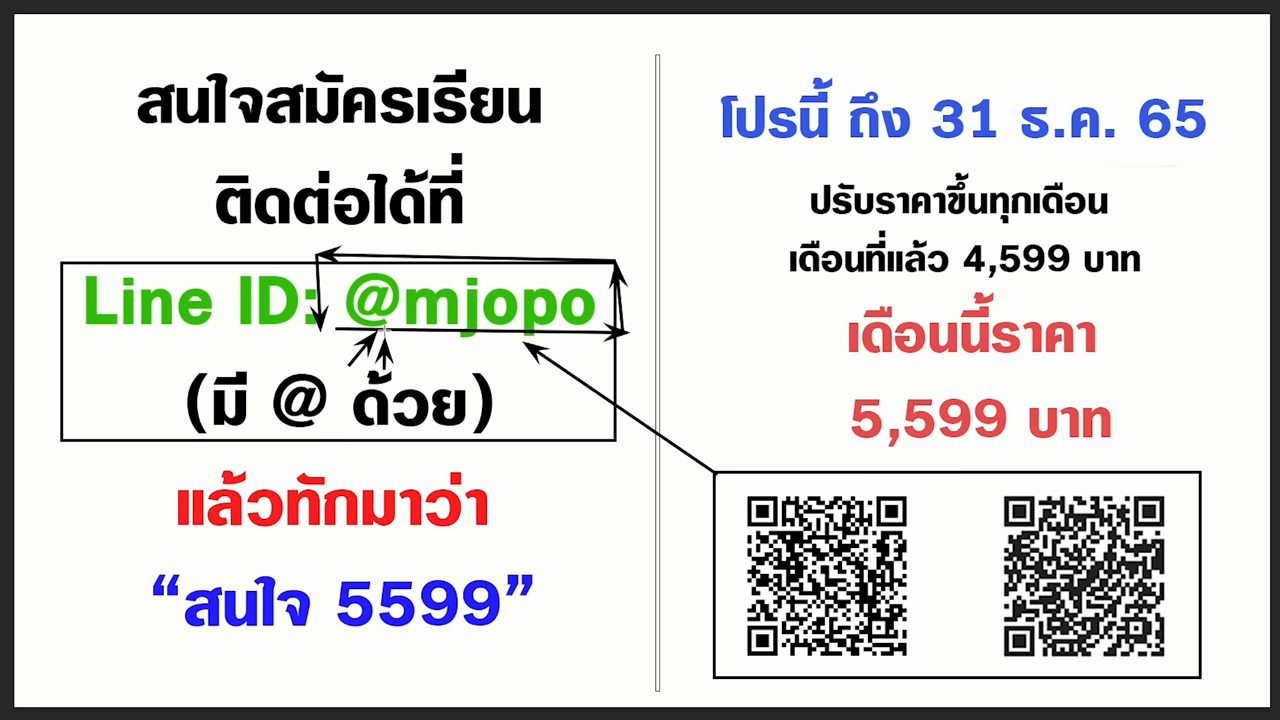 สนใจสมัครเรียน
ติดต่อได้ที่
Line ID: @mjopo
(มี @ ด้วย)
แล้วทักมาว่า
“สนใจ 5599”
โปรนี้ ถึง 31 ธ.ค. 65
ปรับราคาขึ้นทุกเดือน
เดือนที่แล้ว 4,599 บาท
เดือนนี้ราคา
5,599 บาท